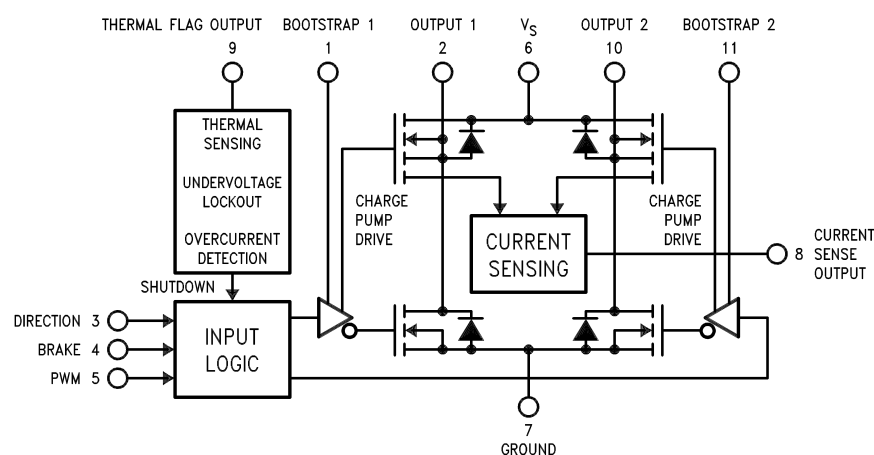 THERMAL FLAG OUTPUT
9
BOOTSTRAP 1
1
OUTPUT 1
2
VS
6
OUTPUT 2
10
BOOTSTRAP 2
11
THERMAL
SENSING
UNDERVOLTAGE
LOCKOUT
OVERCURRENT
DETECTION
CHARGE
PUMP
DRIVE
CURRENT
SENSING
CHARGE
PUMP
DRIVE
8 CURRENT
SENSE
OUTPUT
SHUTDOWN
DIRECTION 3
BRAKE 4
PWM 5
INPUT
LOGIC
7
GROUND